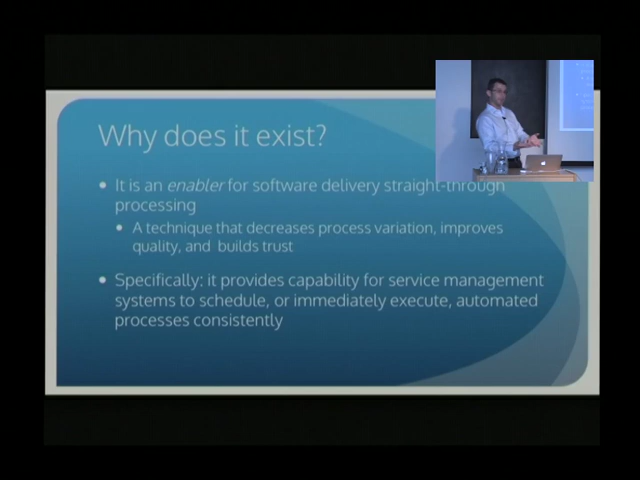 Why does it exist?
It is an enabler for software delivery straight-through
processing
A technique that decreases process variation, improves
quality, and builds trust
Specifically: it provides capability for service management
systems to schedule, or immediately execute, automated
processes consistently